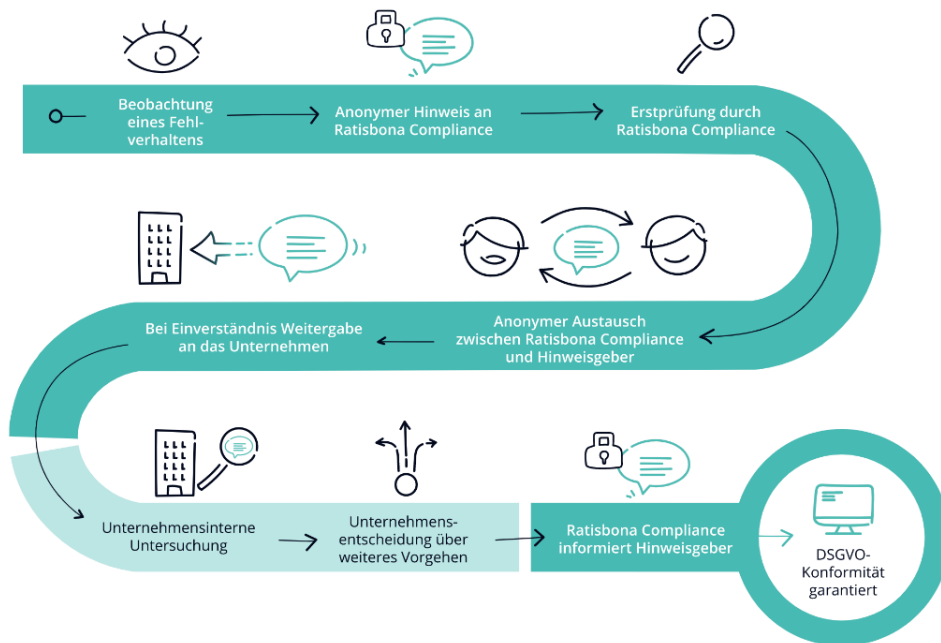 Beobachtung
eines Fehl-
verhaltens
Anonymer Hinweis an
Ratisbona Compliance
Erstprüfung durch
Ratisbona Compliance
Anonymer Austausch
zwischen Ratisbona Compliance
und Hinweisgeber
Bei Einverständnis Weitergabe
an das Unternehmen
Unternehmensinterne
Untersuchung
Unternehmens-
entscheidung über
weiteres Vorgehen
Ratisbona Compliance
informiert Hinweisgeber
DSGVO-
Konformität
garantiert